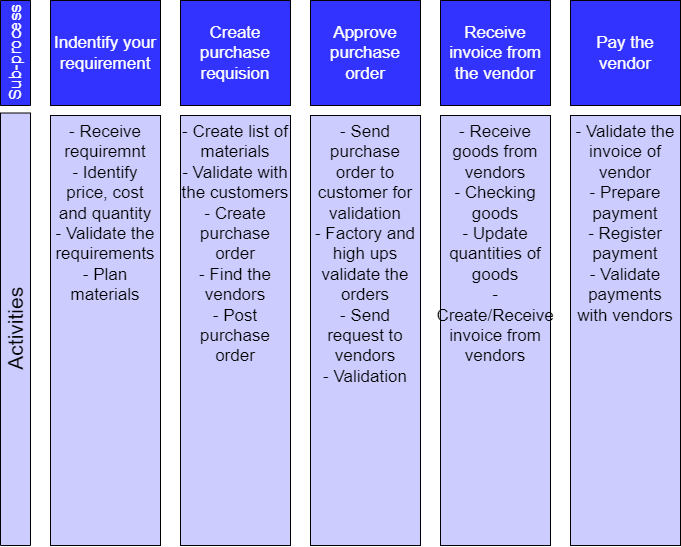 Sub-process
Indentify your
requirement
Create
purchase
requision
Approve
purchase
order
Receive
invoice from
the vendor
Pay the
vendor
Activities
- Receive
requiremnt
- Identify
price, cost
and quantity
- Validate the
requirements
- Plan
materials
- Create list of
materials
- Validate with
the customers
- Create
purchase
order
- Find the
vendors
- Post
purchase
order
- Send
purchase
order to
customer for
validation
- Factory and
high ups
validate the
orders
- Send
request to
vendors
- Validation
- Receive
goods from
vendors
- Checking
goods
- Update
quantities of
goods
-
Create/Receive
invoice from
vendors
- Validate the
invoice of
vendor
- Prepare
payment
- Register
payment
- Validate
payments
with vendors